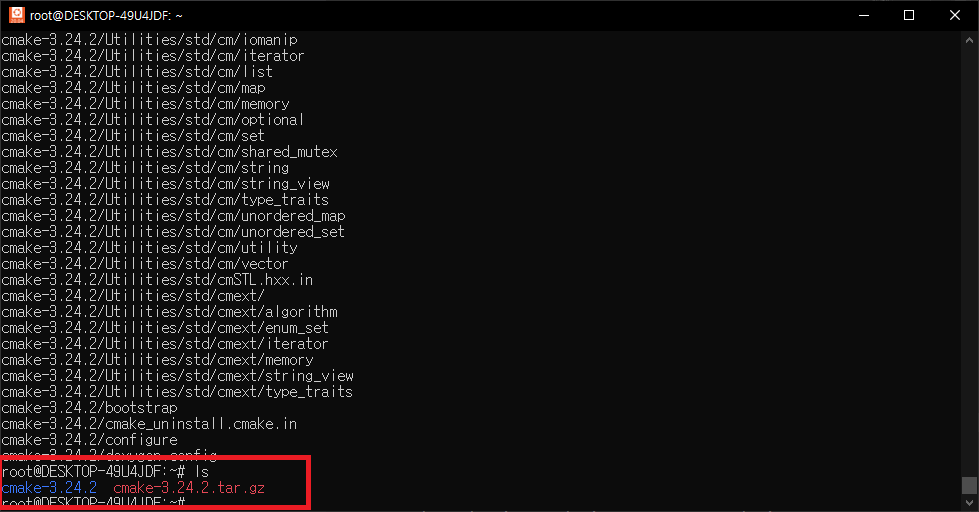 root@DESKTOP-49U4JDF: ~
cmake-3.24.2/Utilities/std/cm/iomanip
cmake-3.24.2/Utilities/std/cm/iterator
cmake-3.24.2/Utilities/std/cm/list
cmake-3.24.2/Utilities/std/cm/map
cmake-3.24.2/Utilities/std/cm/memory
cmake-3.24.2/Utilities/std/cm/optional
cmake-3.24.2/Utilities/std/cm/set
cmake-3.24.2/Utilities/std/cm/shared_mutex
cmake-3.24.2/Utilities/std/cm/string
cmake-3.24.2/Utilities/std/cm/string_view
cmake-3.24.2/Utilities/std/cm/type_traits
cmake-3.24.2/Utilities/std/cm/unordered_map
cmake-3.24.2/Utilities/std/cm/unordered_set
cmake-3.24.2/Utilities/std/cm/utility
cmake-3.24.2/Utilities/std/cm/vector
cmake-3.24.2/Utilities/std/cmSTL.hxx.in
cmake-3.24.2/Utilities/std/cmext/
cmake-3.24.2/Utilities/std/cmext/algorithm
cmake-3.24.2/Utilities/std/cmext/enum_set
cmake-3.24.2/Utilities/std/cmext/iterator
cmake-3.24.2/Utilities/std/cmext/memory
cmake-3.24.2/Utilities/std/cmext/string_view
cmake-3.24.2/Utilities/std/cmext/type_traits
cmake-3.24.2/bootstrap
cmake-3.24.2/cmake_uninstall.cmake.in
cmake-3.24.2/configure
cmake-3.24.2/doxygen.config
root@DESKTOP-49U4JDF:~# ls
cmake-3.24.2  cmake-3.24.2.tar.gz
root@DESKTOP-49U4JDF:~#